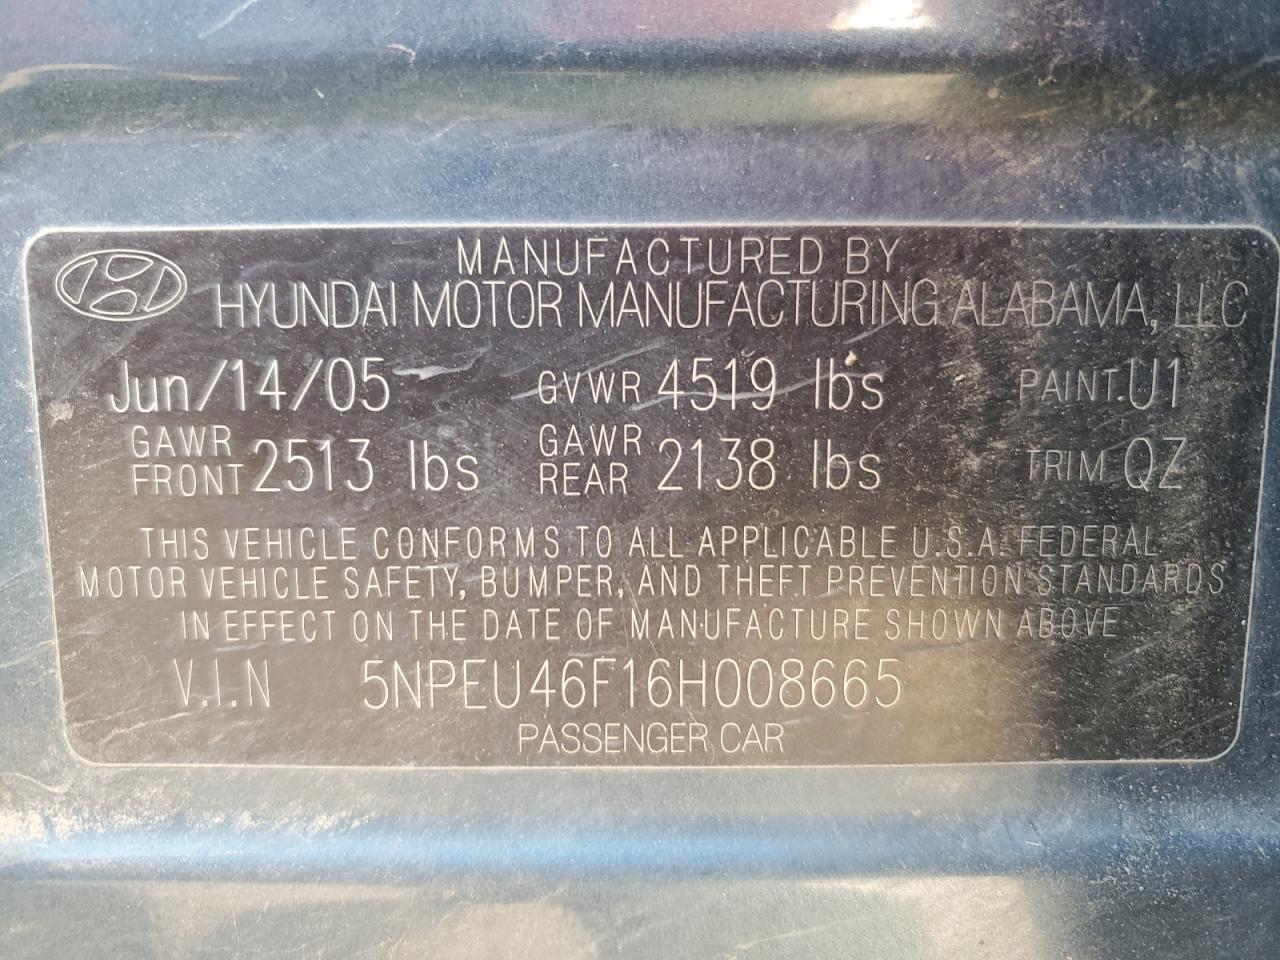 MANUFACTURED BY
HYUNDAI MOTOR MANUFACTURING ALABAMA, LLC
Jun/14/05 GVWR 4519 lbs PAINT.U1
GAWR FRONT 2513 lbs GAWR REAR 2138 lbs TRIM QZ
THIS VEHICLE CONFORMS TO ALL APPLICABLE U.S.A. FEDERAL
MOTOR VEHICLE SAFETY, BUMPER, AND THEFT PREVENTION STANDARDS
IN EFFECT ON THE DATE OF MANUFACTURE SHOWN ABOVE
V.I.N 5NPEU46F16H008665
PASSENGER CAR